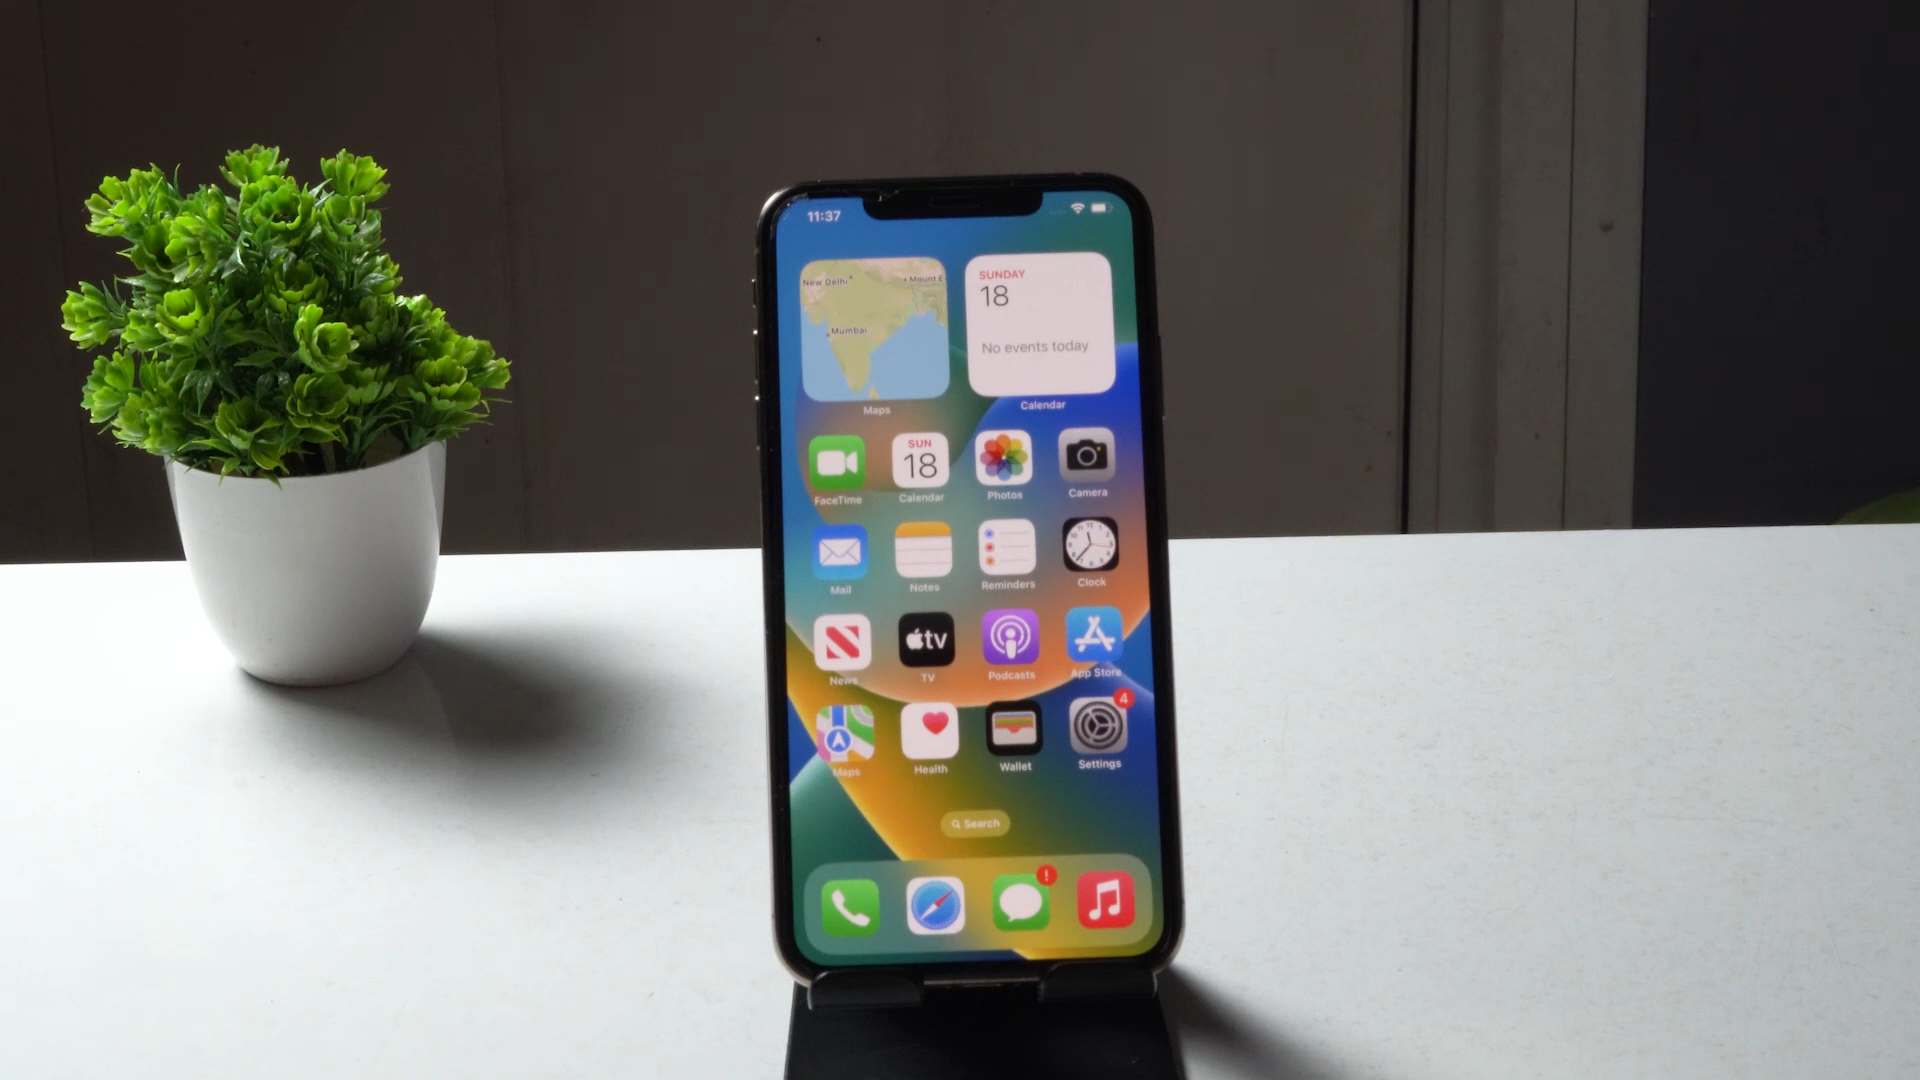 11:37
New Delhi
Mount E
Mumbai
Maps
SUNDAY
18
No events today
Calendar
FaceTime
SUN
18
Calendar
Photos
Camera
Mail
Notes
Reminders
Clock
News
tv
TV
Podcasts
App Store
Maps
Health
Wallet
4
Settings
Search
!